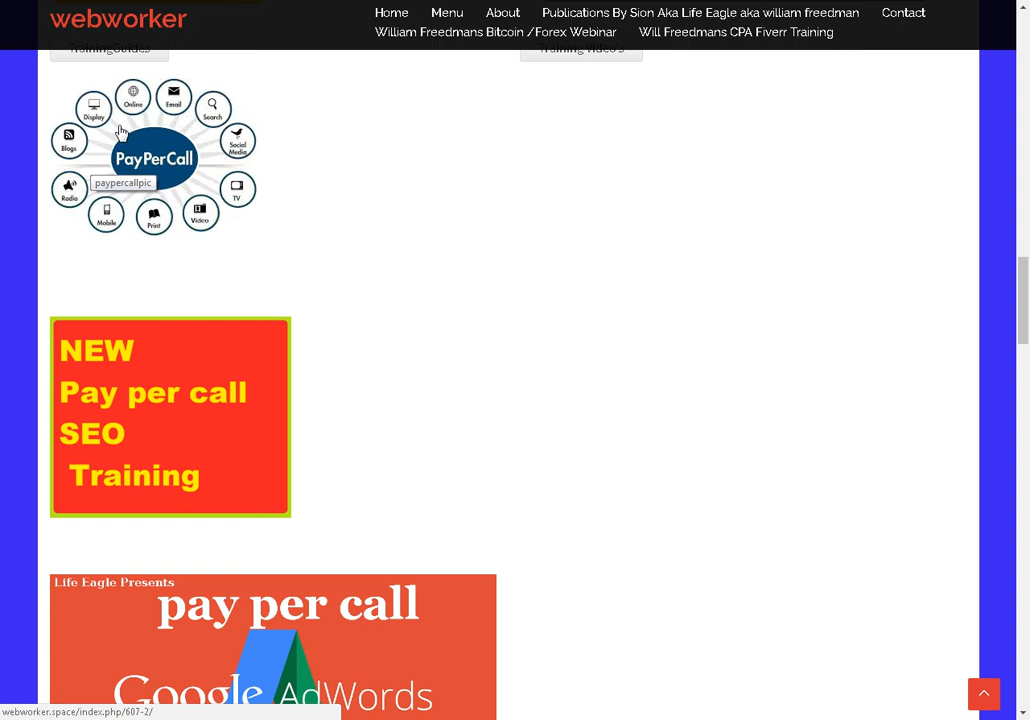 webworker
Home Menu About Publications By Sion Aka Life Eagle aka william freedman Contact
William Freedmans Bitcoin /Forex Webinar Will Freedmans CPA Fiverr Training
TrainingGuides Training Video's
Display Online Email Search
Blogs PayPerCall Social Media
paypercallpic
Radio TV
Mobile Print Video
NEW
Pay per call
SEO
Training
Life Eagle Presents
pay per call
Google AdWords
webworker.space/index.php/607-2/